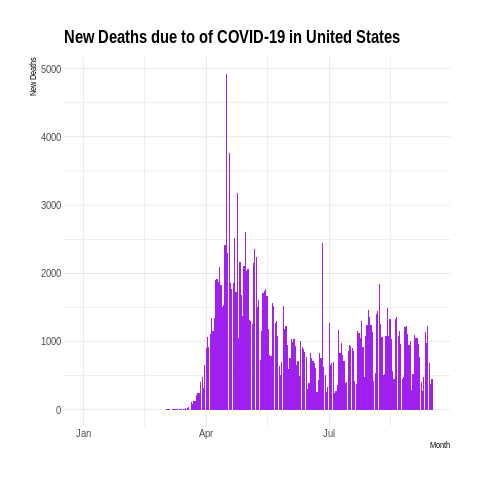 New Deaths due to of COVID-19 in United States
New Deaths
5000
4000
3000
2000
1000
0
Jan Apr Jul
Month